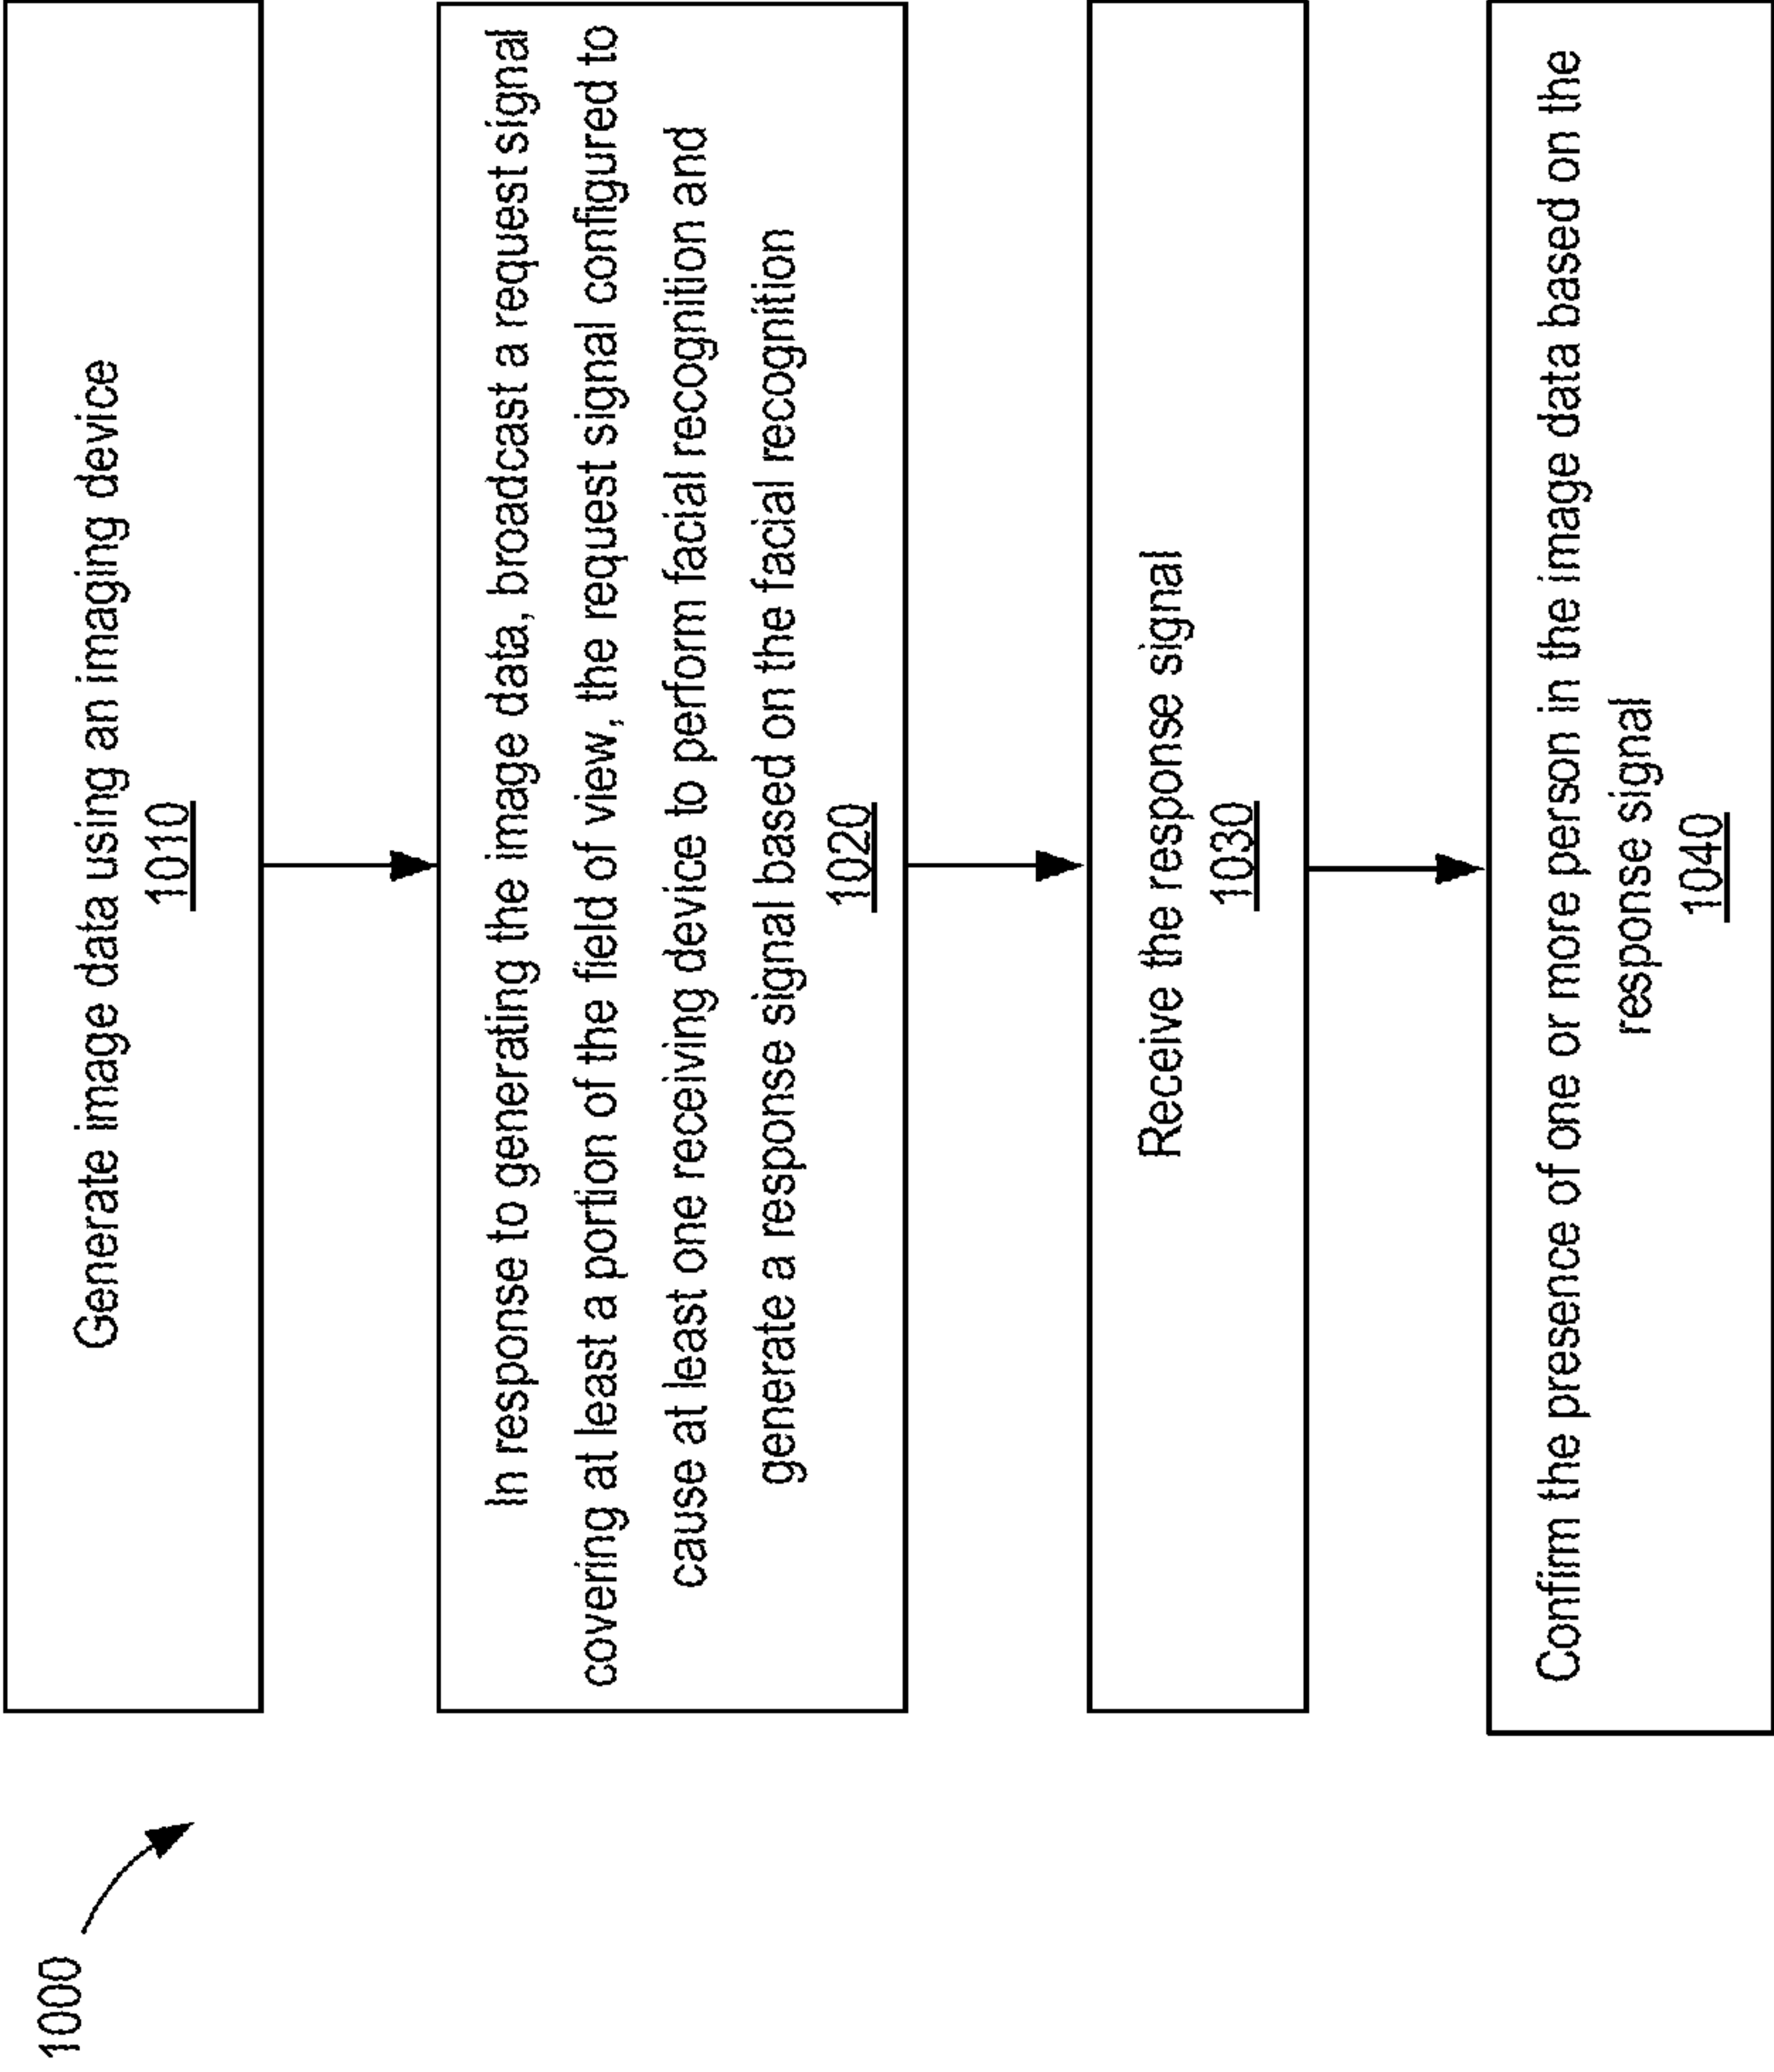 1000
Generate image data using an imaging device
1010
In response to generating the image data, broadcast a request signal
covering at least a portion of the field of view, the request signal configured to
cause at least one receiving device to perform facial recognition and
generate a response signal based on the facial recognition
1020
Receive the response signal
1030
Confirm the presence of one or more person in the image data based on the
response signal
1040